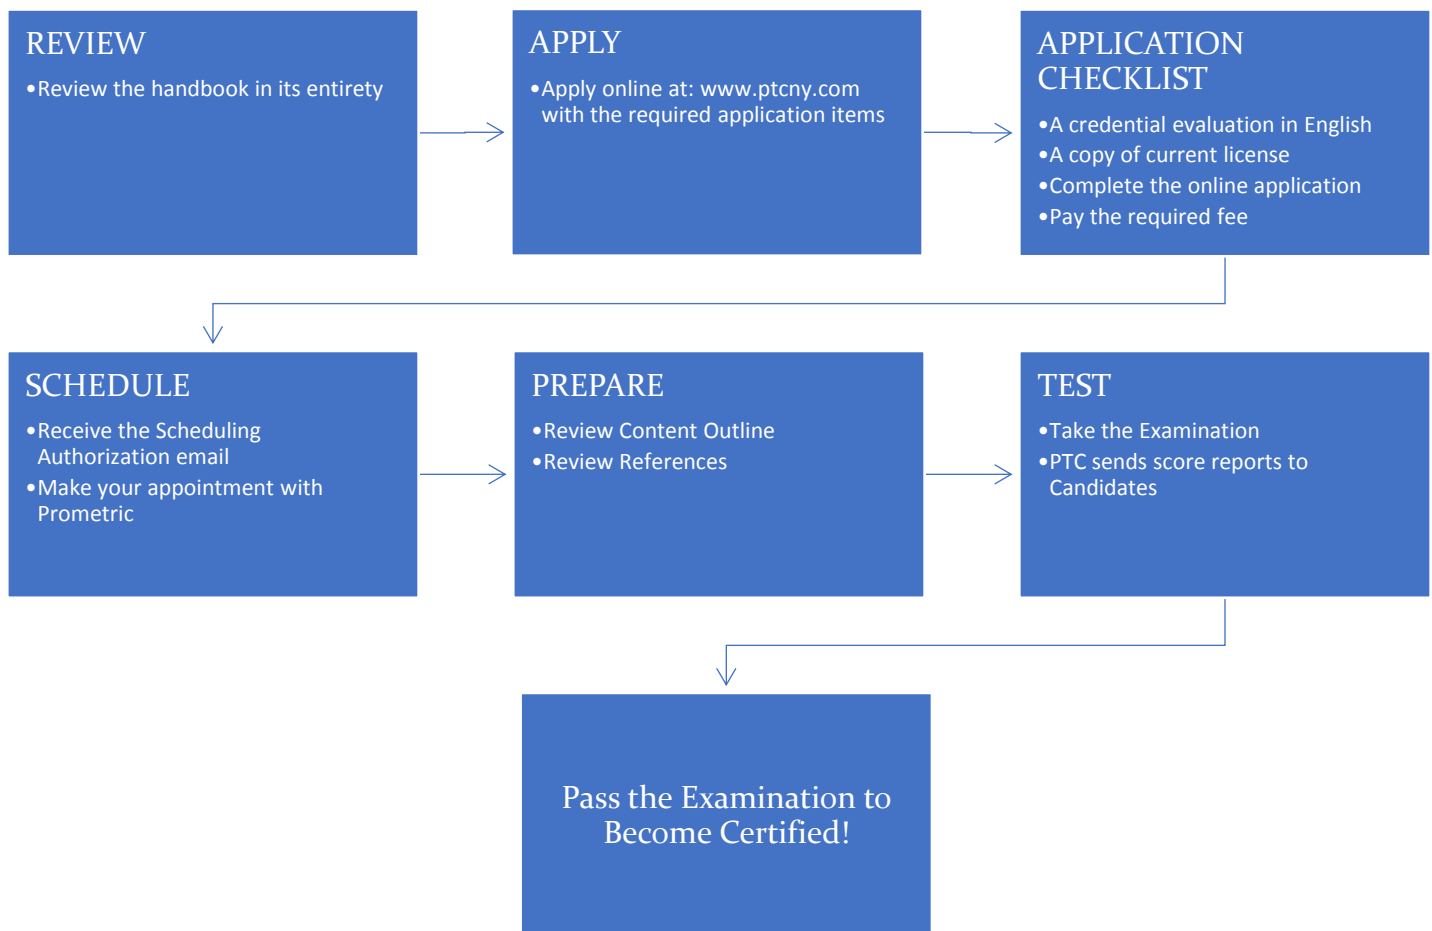 REVIEW
•Review the handbook in its entirety
APPLY
•Apply online at: www.ptcny.com
with the required application items
APPLICATION
CHECKLIST
•A credential evaluation in English
•A copy of current license
•Complete the online application
•Pay the required fee
SCHEDULE
•Receive the Scheduling
Authorization email
•Make your appointment with
Prometric
PREPARE
•Review Content Outline
•Review References
TEST
•Take the Examination
•PTC sends score reports to
Candidates
Pass the Examination to
Become Certified!